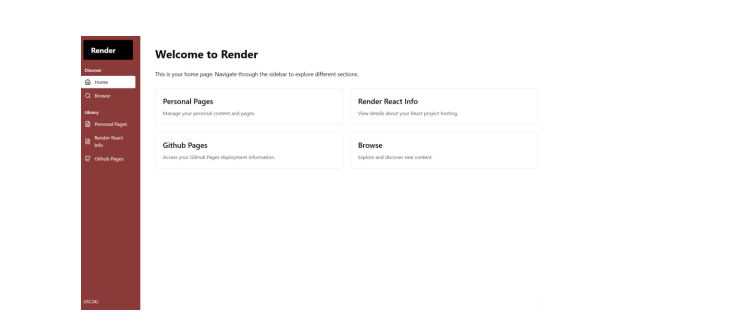 Render
Discover
Home
Browse
Library
Personal Pages
Render React
Info
Github Pages
Welcome to Render
This is your home page. Navigate through the sidebar to explore different sections.
Personal Pages
Manage your personal content and pages.
Render React Info
View details about your React project hosting.
Github Pages
Access your GitHub Pages deployment information.
Browse
Explore and discover new content.